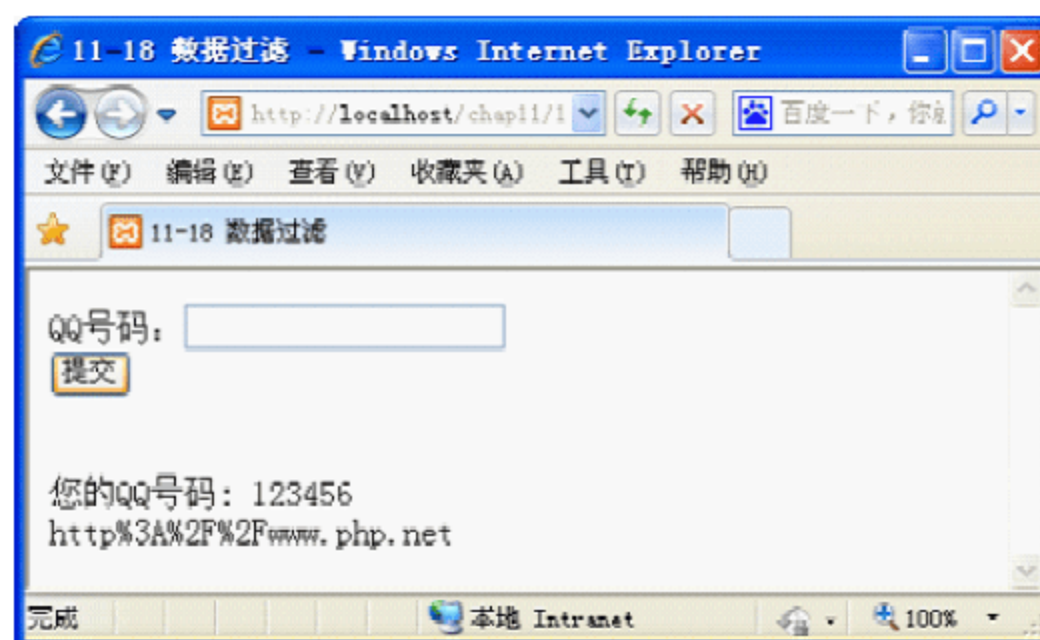 11-18 数据过滤 - Windows Internet Explorer
http://localhost/chap11/1 百度一下，你
文件(F) 编辑(E) 查看(V) 收藏夹(A) 工具(T) 帮助(H)
11-18 数据过滤
QQ号码：
提交
您的QQ号码: 123456
http%3A%2F%2Fwww.php.net
完成 本地 Intranet 100%